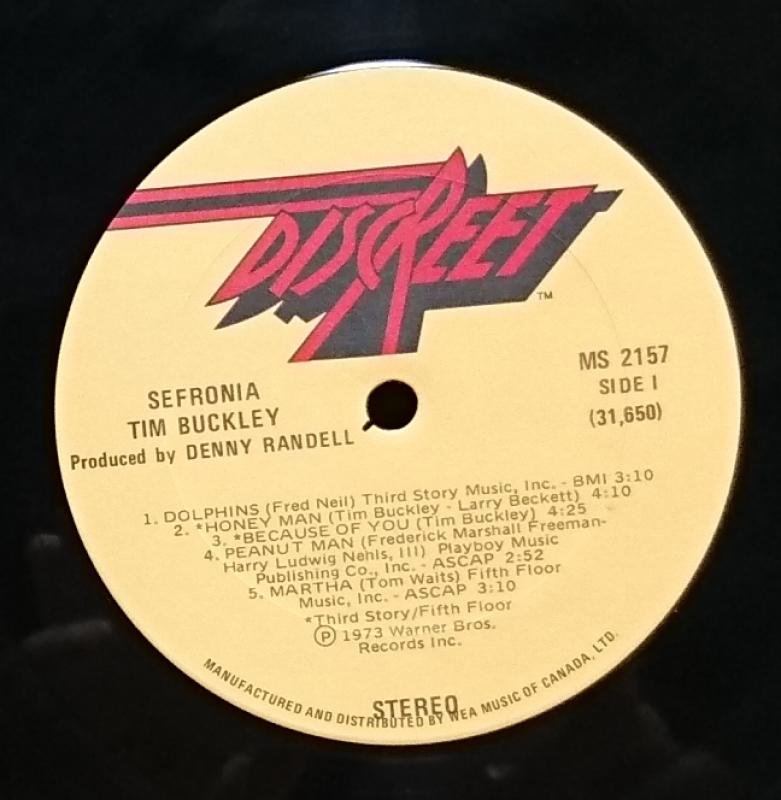 DISCREET
TM
MS 2157
SIDE I
(31,650)
SEFRONIA
TIM BUCKLEY
Produced by DENNY RANDELL
1. DOLPHINS (Fred Neil) Third Story Music, Inc. - BMI 3:10
2. *HONEY MAN (Tim Buckley - Larry Beckett) 4:10
3. *BECAUSE OF YOU (Tim Buckley) 4:25
4. PEANUT MAN (Frederick Marshall Freeman-
Harry Ludwig Nehls, III) Playboy Music
Publishing Co., Inc. - ASCAP 2:52
5. MARTHA (Tom Waits) Fifth Floor
Music, Inc. - ASCAP 3:10
*Third Story/Fifth Floor
℗ 1973 Warner Bros.
Records Inc.
STEREO
MANUFACTURED AND DISTRIBUTED BY WEA MUSIC OF CANADA, LTD.